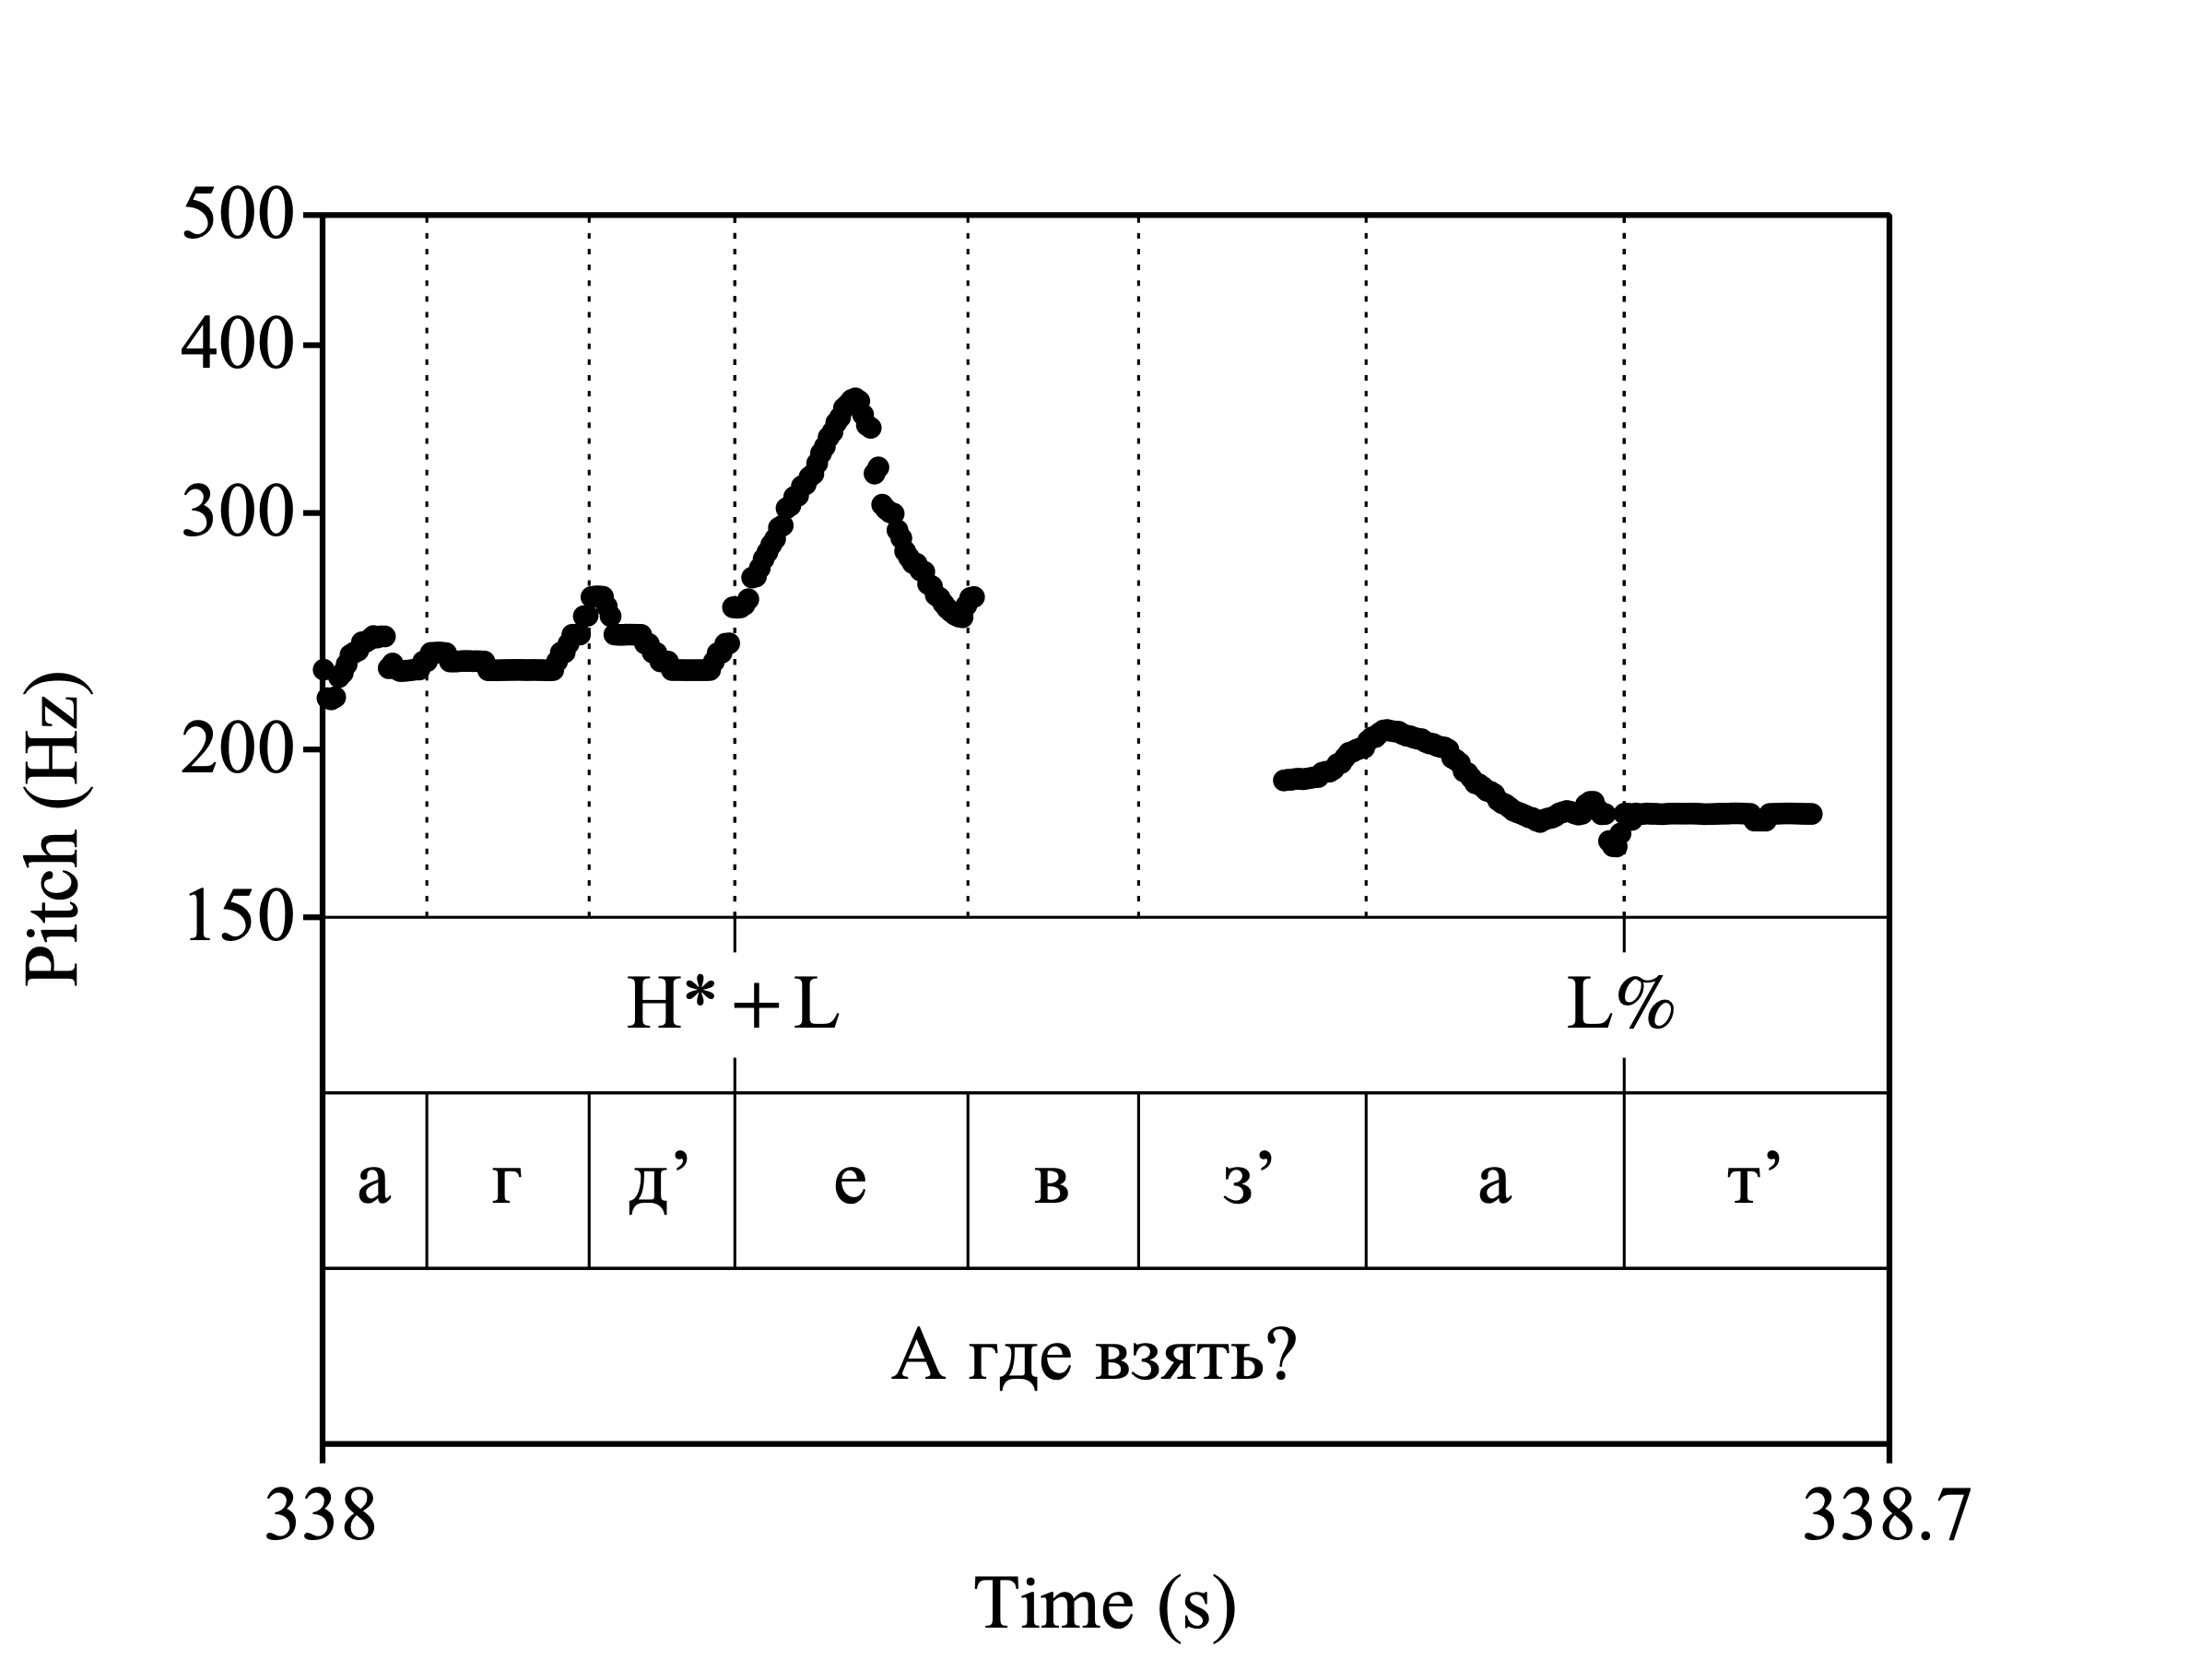 Pitch (Hz)
500
400
300
200
150
H*+L L%
а г д’ е в з’ а т’
А где взять?
338 338.7
Time (s)